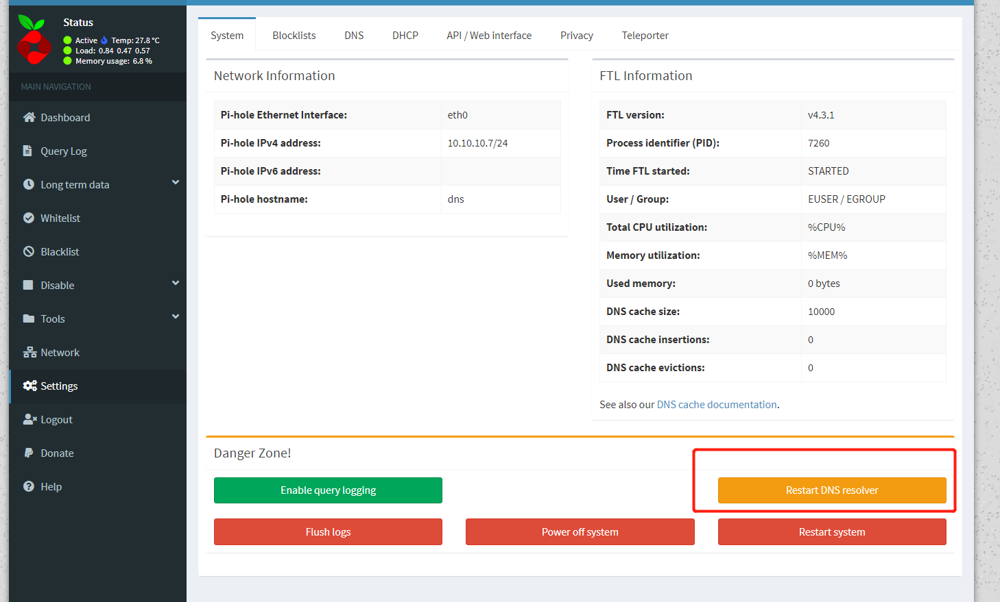 Status
Active Temp: 27.8 °C
Load: 0.84 0.47 0.57
Memory usage: 6.8 %
MAIN NAVIGATION
Dashboard
Query Log
Long term data
Whitelist
Blacklist
Disable
Tools
Network
Settings
Logout
Donate
Help
System Blocklists DNS DHCP API / Web interface Privacy Teleporter
Network Information
Pi-hole Ethernet Interface: eth0
Pi-hole IPv4 address: 10.10.10.7/24
Pi-hole IPv6 address:
Pi-hole hostname: dns
FTL Information
FTL version: v4.3.1
Process identifier (PID): 7260
Time FTL started: STARTED
User / Group: EUSER / EGROUP
Total CPU utilization: %CPU%
Memory utilization: %MEM%
Used memory: 0 bytes
DNS cache size: 10000
DNS cache insertions: 0
DNS cache evictions: 0
See also our DNS cache documentation.
Danger Zone!
Enable query logging Restart DNS resolver
Flush logs Power off system Restart system